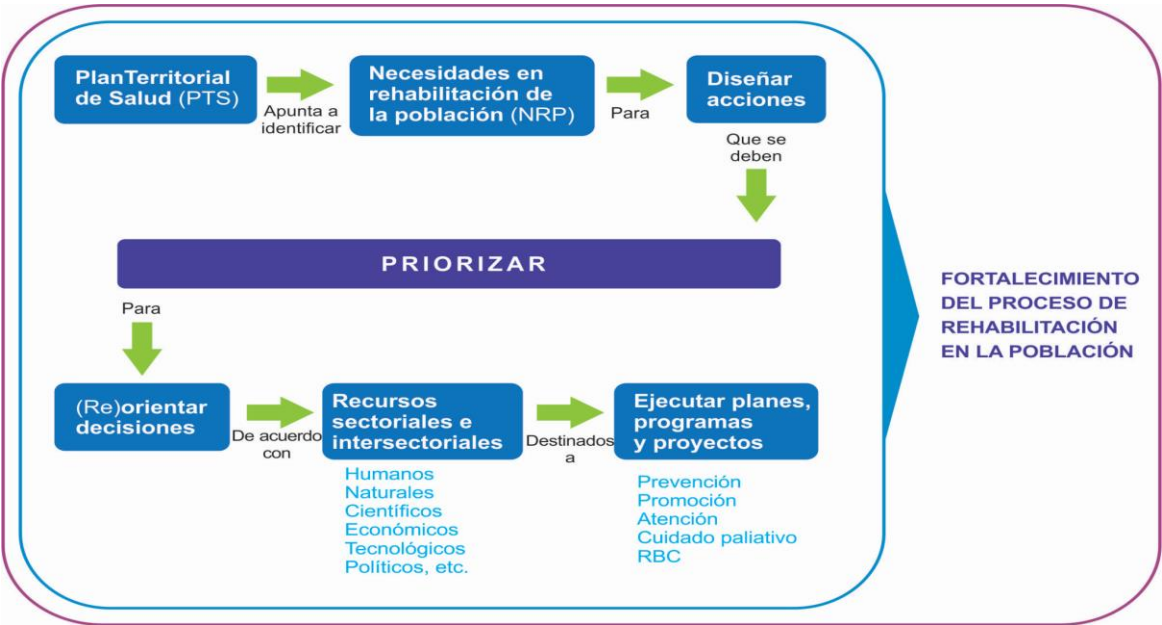 PlanTerritorial
de Salud (PTS)
Apunta a
identificar
Necesidades en
rehabilitación de
la población (NRP)
Para
Diseñar
acciones
Que se
deben
PRIORIZAR
Para
(Re)orientar
decisiones
De acuerdo
con
Recursos
sectoriales e
intersectoriales
Humanos
Naturales
Científicos
Económicos
Tecnológicos
Políticos, etc.
Destinados
a
Ejecutar planes,
programas
y proyectos
Prevención
Promoción
Atención
Cuidado paliativo
RBC
FORTALECIMIENTO
DEL PROCESO DE
REHABILITACIÓN
EN LA POBLACIÓN